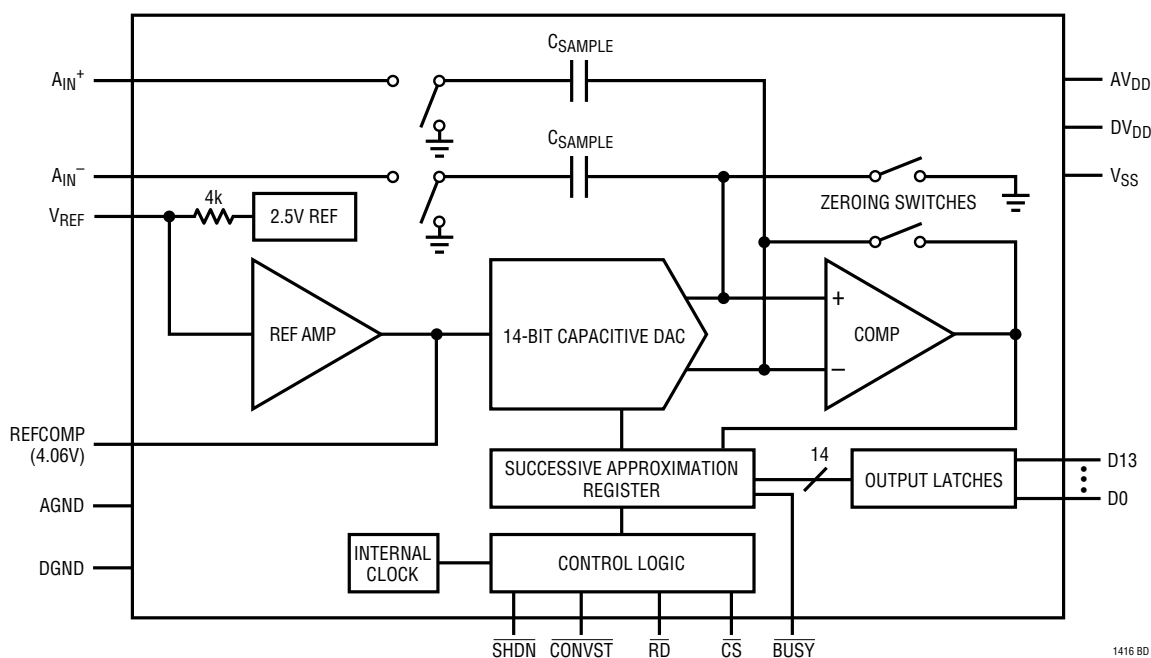 CSAMPLE
AIN+
AVDD
DVDD
CSAMPLE
AIN−
VSS
4k
ZEROING SWITCHES
VREF
2.5V REF
+
REF AMP
14-BIT CAPACITIVE DAC
COMP
−
REFCOMP
(4.06V)
14
D13
SUCCESSIVE APPROXIMATION
REGISTER
OUTPUT LATCHES
D0
AGND
INTERNAL
CLOCK
CONTROL LOGIC
DGND
SHDN
CONVST
RD
CS
BUSY
1416 BD